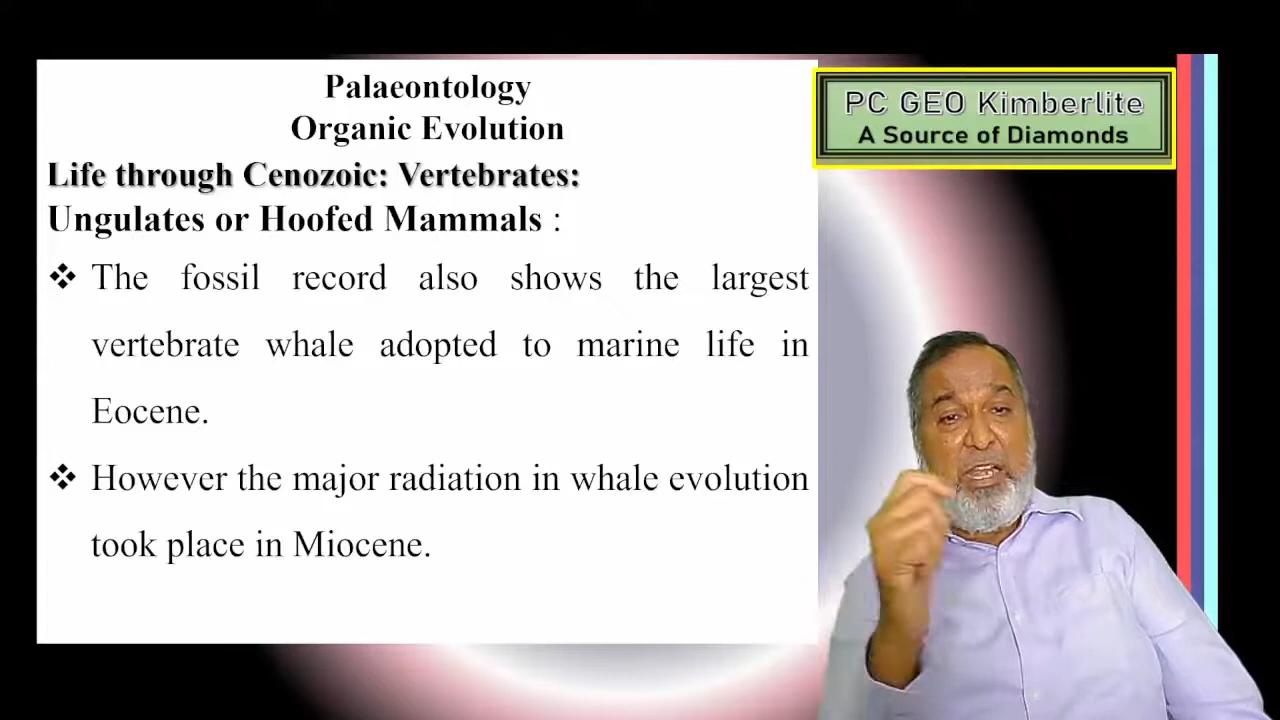 Palaeontology
Organic Evolution
Life through Cenozoic: Vertebrates:
Ungulates or Hoofed Mammals :
❖ The fossil record also shows the largest
vertebrate whale adopted to marine life in
Eocene.
❖ However the major radiation in whale evolution
took place in Miocene.
PC GEO Kimberlite
A Source of Diamonds